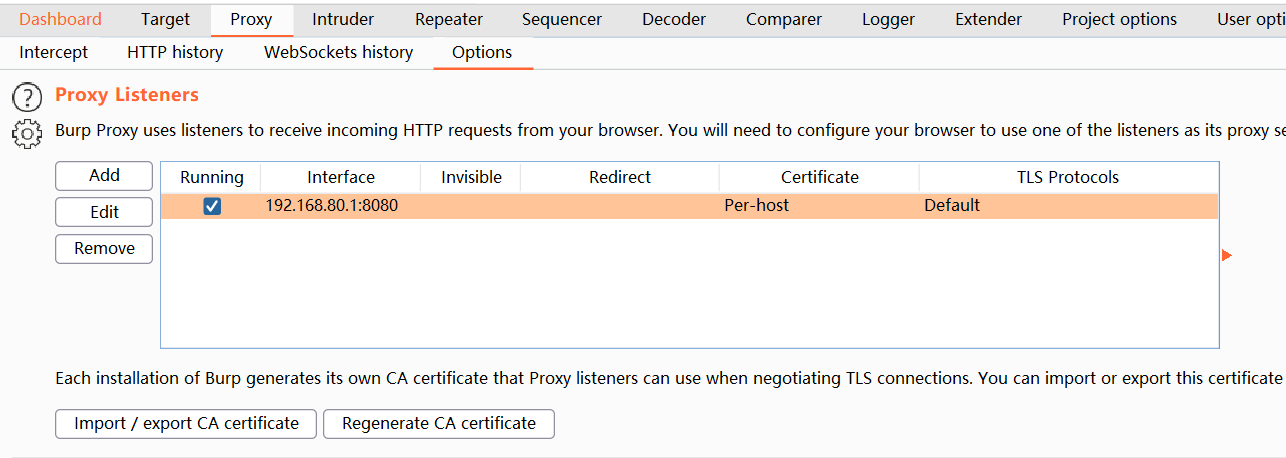 Dashboard Target Proxy Intruder Repeater Sequencer Decoder Comparer Logger Extender Project options User opti
Intercept HTTP history WebSockets history Options
? Proxy Listeners
Burp Proxy uses listeners to receive incoming HTTP requests from your browser. You will need to configure your browser to use one of the listeners as its proxy se
Add Running Interface Invisible Redirect Certificate TLS Protocols
Edit 192.168.80.1:8080 Per-host Default
Remove
Each installation of Burp generates its own CA certificate that Proxy listeners can use when negotiating TLS connections. You can import or export this certificate
Import / export CA certificate Regenerate CA certificate